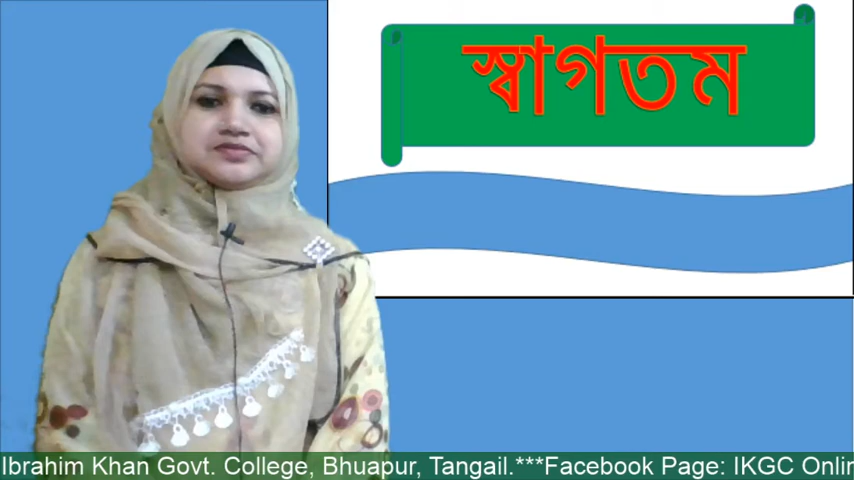 স্বাগতম
Ibrahim Khan Govt. College, Bhuapur, Tangail.***Facebook Page: IKGC Onlin